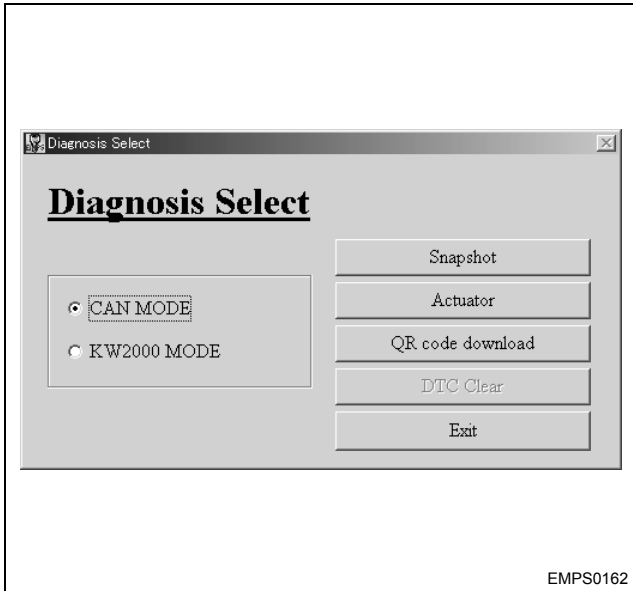 Diagnosis Select
Diagnosis Select
CAN MODE
KW2000 MODE
Snapshot
Actuator
QR code download
DTC Clear
Exit
EMPS0162